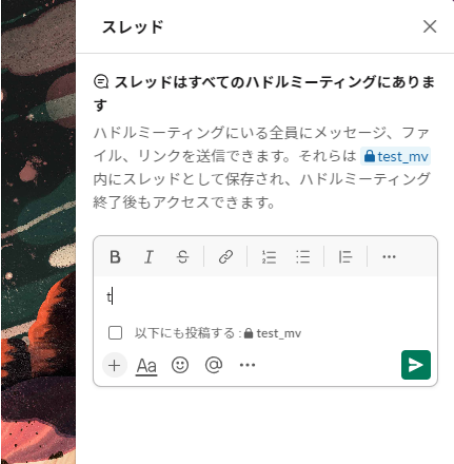 スレッド
スレッドはすべてのハドルミーティングにありま
す
ハドルミーティングにいる全員にメッセージ、ファ
イル、リンクを送信できます。それらは test_mv
内にスレッドとして保存され、ハドルミーティング
終了後もアクセスできます。
B I S
t
以下にも投稿する : test_mv
Aa @